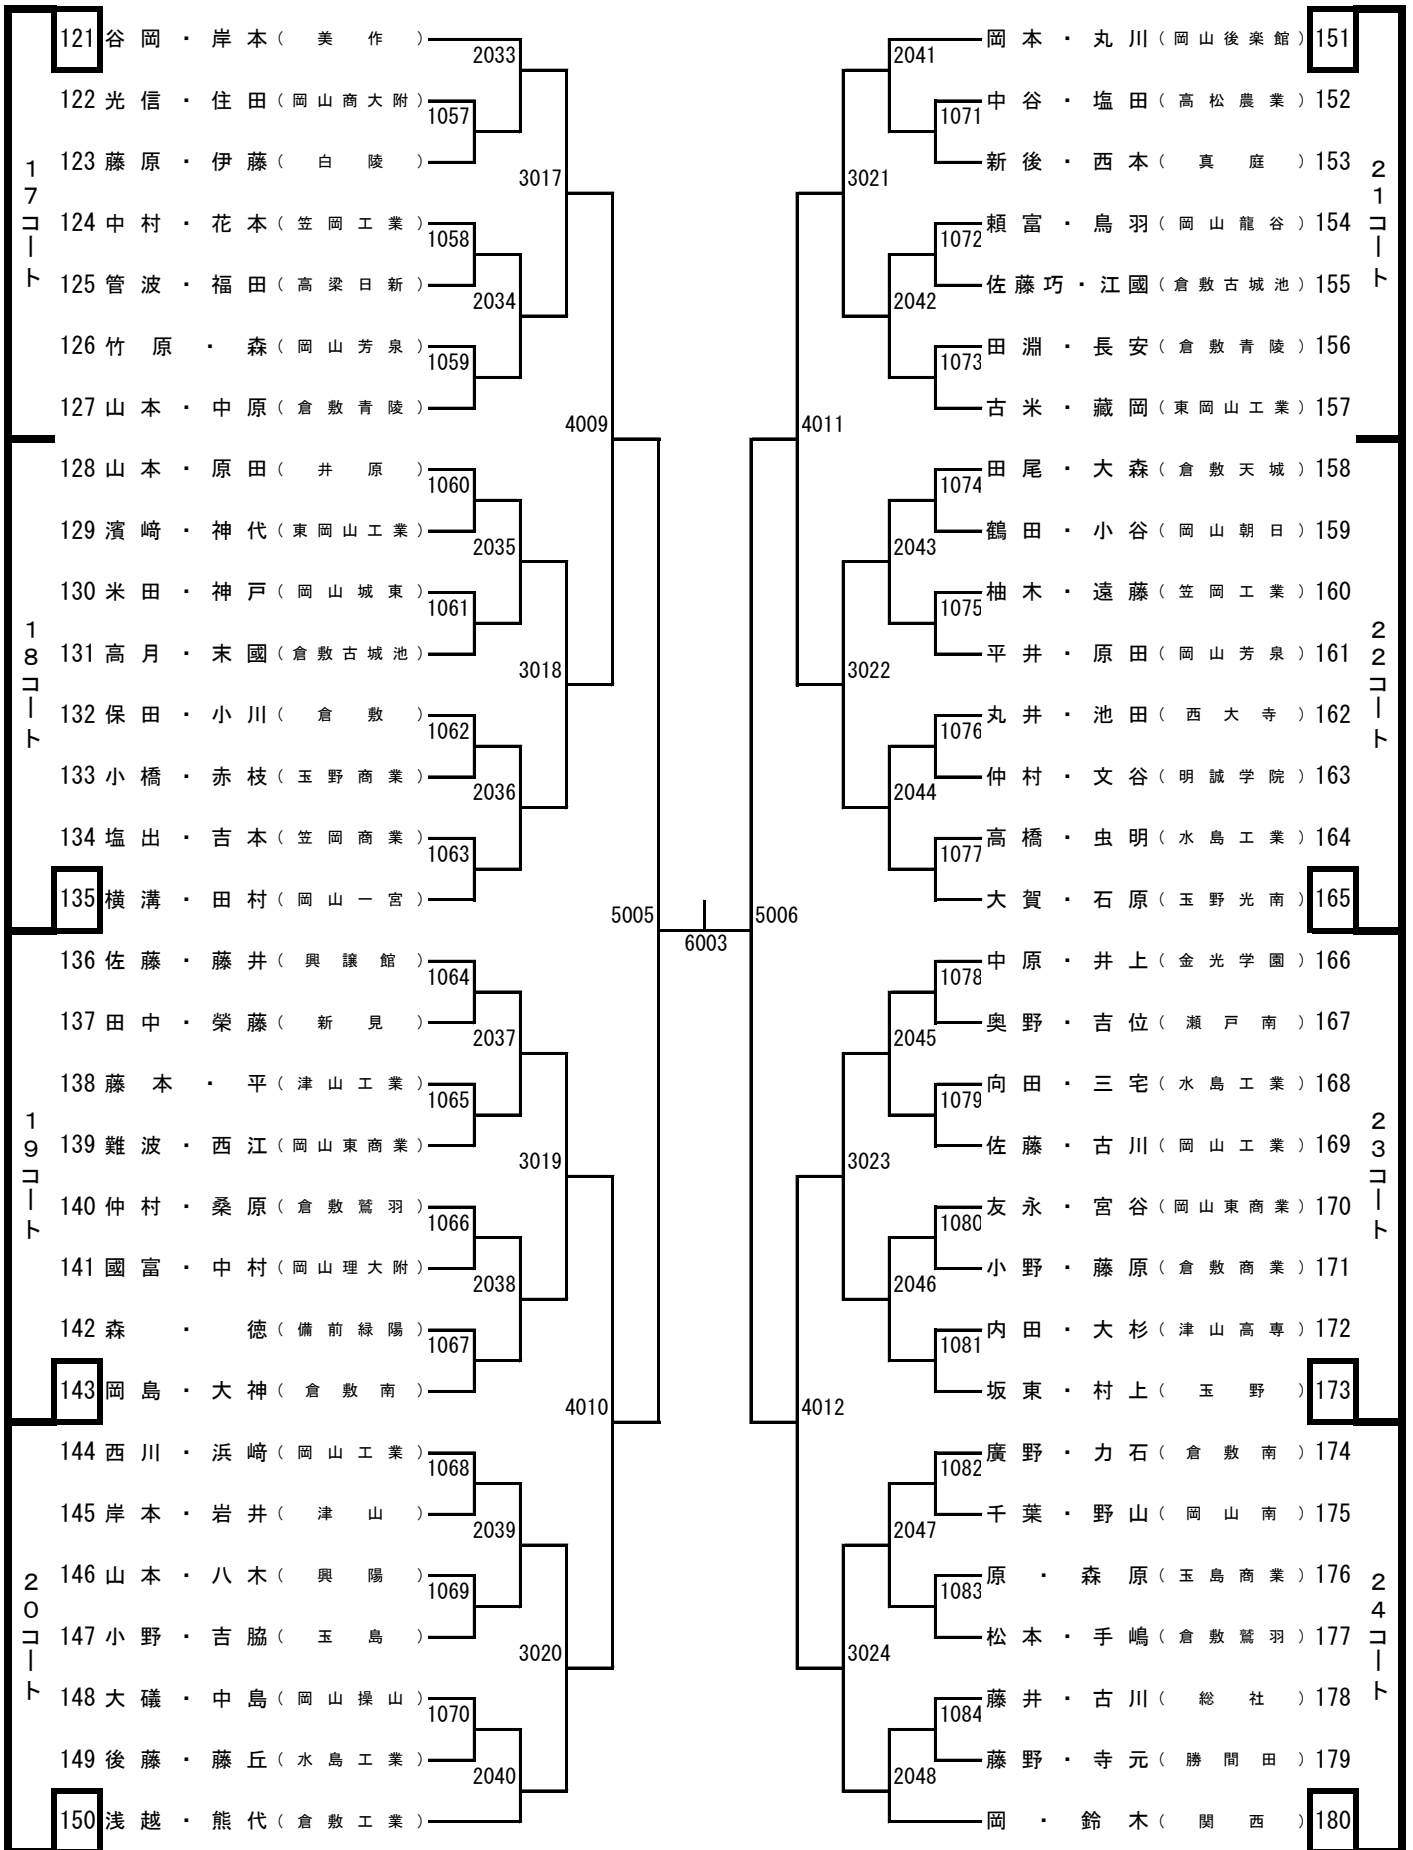 17コート
121 谷岡・岸本（美作）
122 光信・住田（岡山商大附）
123 藤原・伊藤（白陵）
124 中村・花本（笠岡工業）
125 管波・福田（高梁日新）
126 竹原・森（岡山芳泉）
127 山本・中原（倉敷青陵）
18コート
128 山本・原田（井原）
129 濱﨑・神代（東岡山工業）
130 米田・神戸（岡山城東）
131 高月・末國（倉敷古城池）
132 保田・小川（倉敷）
133 小橋・赤枝（玉野商業）
134 塩出・吉本（笠岡商業）
135 横溝・田村（岡山一宮）
19コート
136 佐藤・藤井（興譲館）
137 田中・榮藤（新見）
138 藤本・平（津山工業）
139 難波・西江（岡山東商業）
140 仲村・桑原（倉敷鷲羽）
141 國富・中村（岡山理大附）
142 森・徳（備前緑陽）
143 岡島・大神（倉敷南）
20コート
144 西川・浜﨑（岡山工業）
145 岸本・岩井（津山）
146 山本・八木（興陽）
147 小野・吉脇（玉島）
148 大礒・中島（岡山操山）
149 後藤・藤丘（水島工業）
150 浅越・熊代（倉敷工業）
1057
1058
1059
1060
1061
1062
1063
1064
1065
1066
1067
1068
1069
1070
2033
2034
2035
2036
2037
2038
2039
2040
3017
3018
3019
3020
4009
4010
5005
6003
5006
4011
4012
3021
3022
3023
3024
2041
2042
2043
2044
2045
2046
2047
2048
1071
1072
1073
1074
1075
1076
1077
1078
1079
1080
1081
1082
1083
1084
21コート
岡本・丸川（岡山後楽館）151
中谷・塩田（高松農業）152
新後・西本（真庭）153
頼富・鳥羽（岡山龍谷）154
佐藤巧・江國（倉敷古城池）155
田淵・長安（倉敷青陵）156
古米・藏岡（東岡山工業）157
22コート
田尾・大森（倉敷天城）158
鶴田・小谷（岡山朝日）159
柚木・遠藤（笠岡工業）160
平井・原田（岡山芳泉）161
丸井・池田（西大寺）162
仲村・文谷（明誠学院）163
高橋・虫明（水島工業）164
大賀・石原（玉野光南）165
23コート
中原・井上（金光学園）166
奥野・吉位（瀬戸南）167
向田・三宅（水島工業）168
佐藤・古川（岡山工業）169
友永・宮谷（岡山東商業）170
小野・藤原（倉敷商業）171
内田・大杉（津山高専）172
坂東・村上（玉野）173
24コート
廣野・力石（倉敷南）174
千葉・野山（岡山南）175
原・森原（玉島商業）176
松本・手嶋（倉敷鷲羽）177
藤井・古川（総社）178
藤野・寺元（勝間田）179
岡・鈴木（関西）180